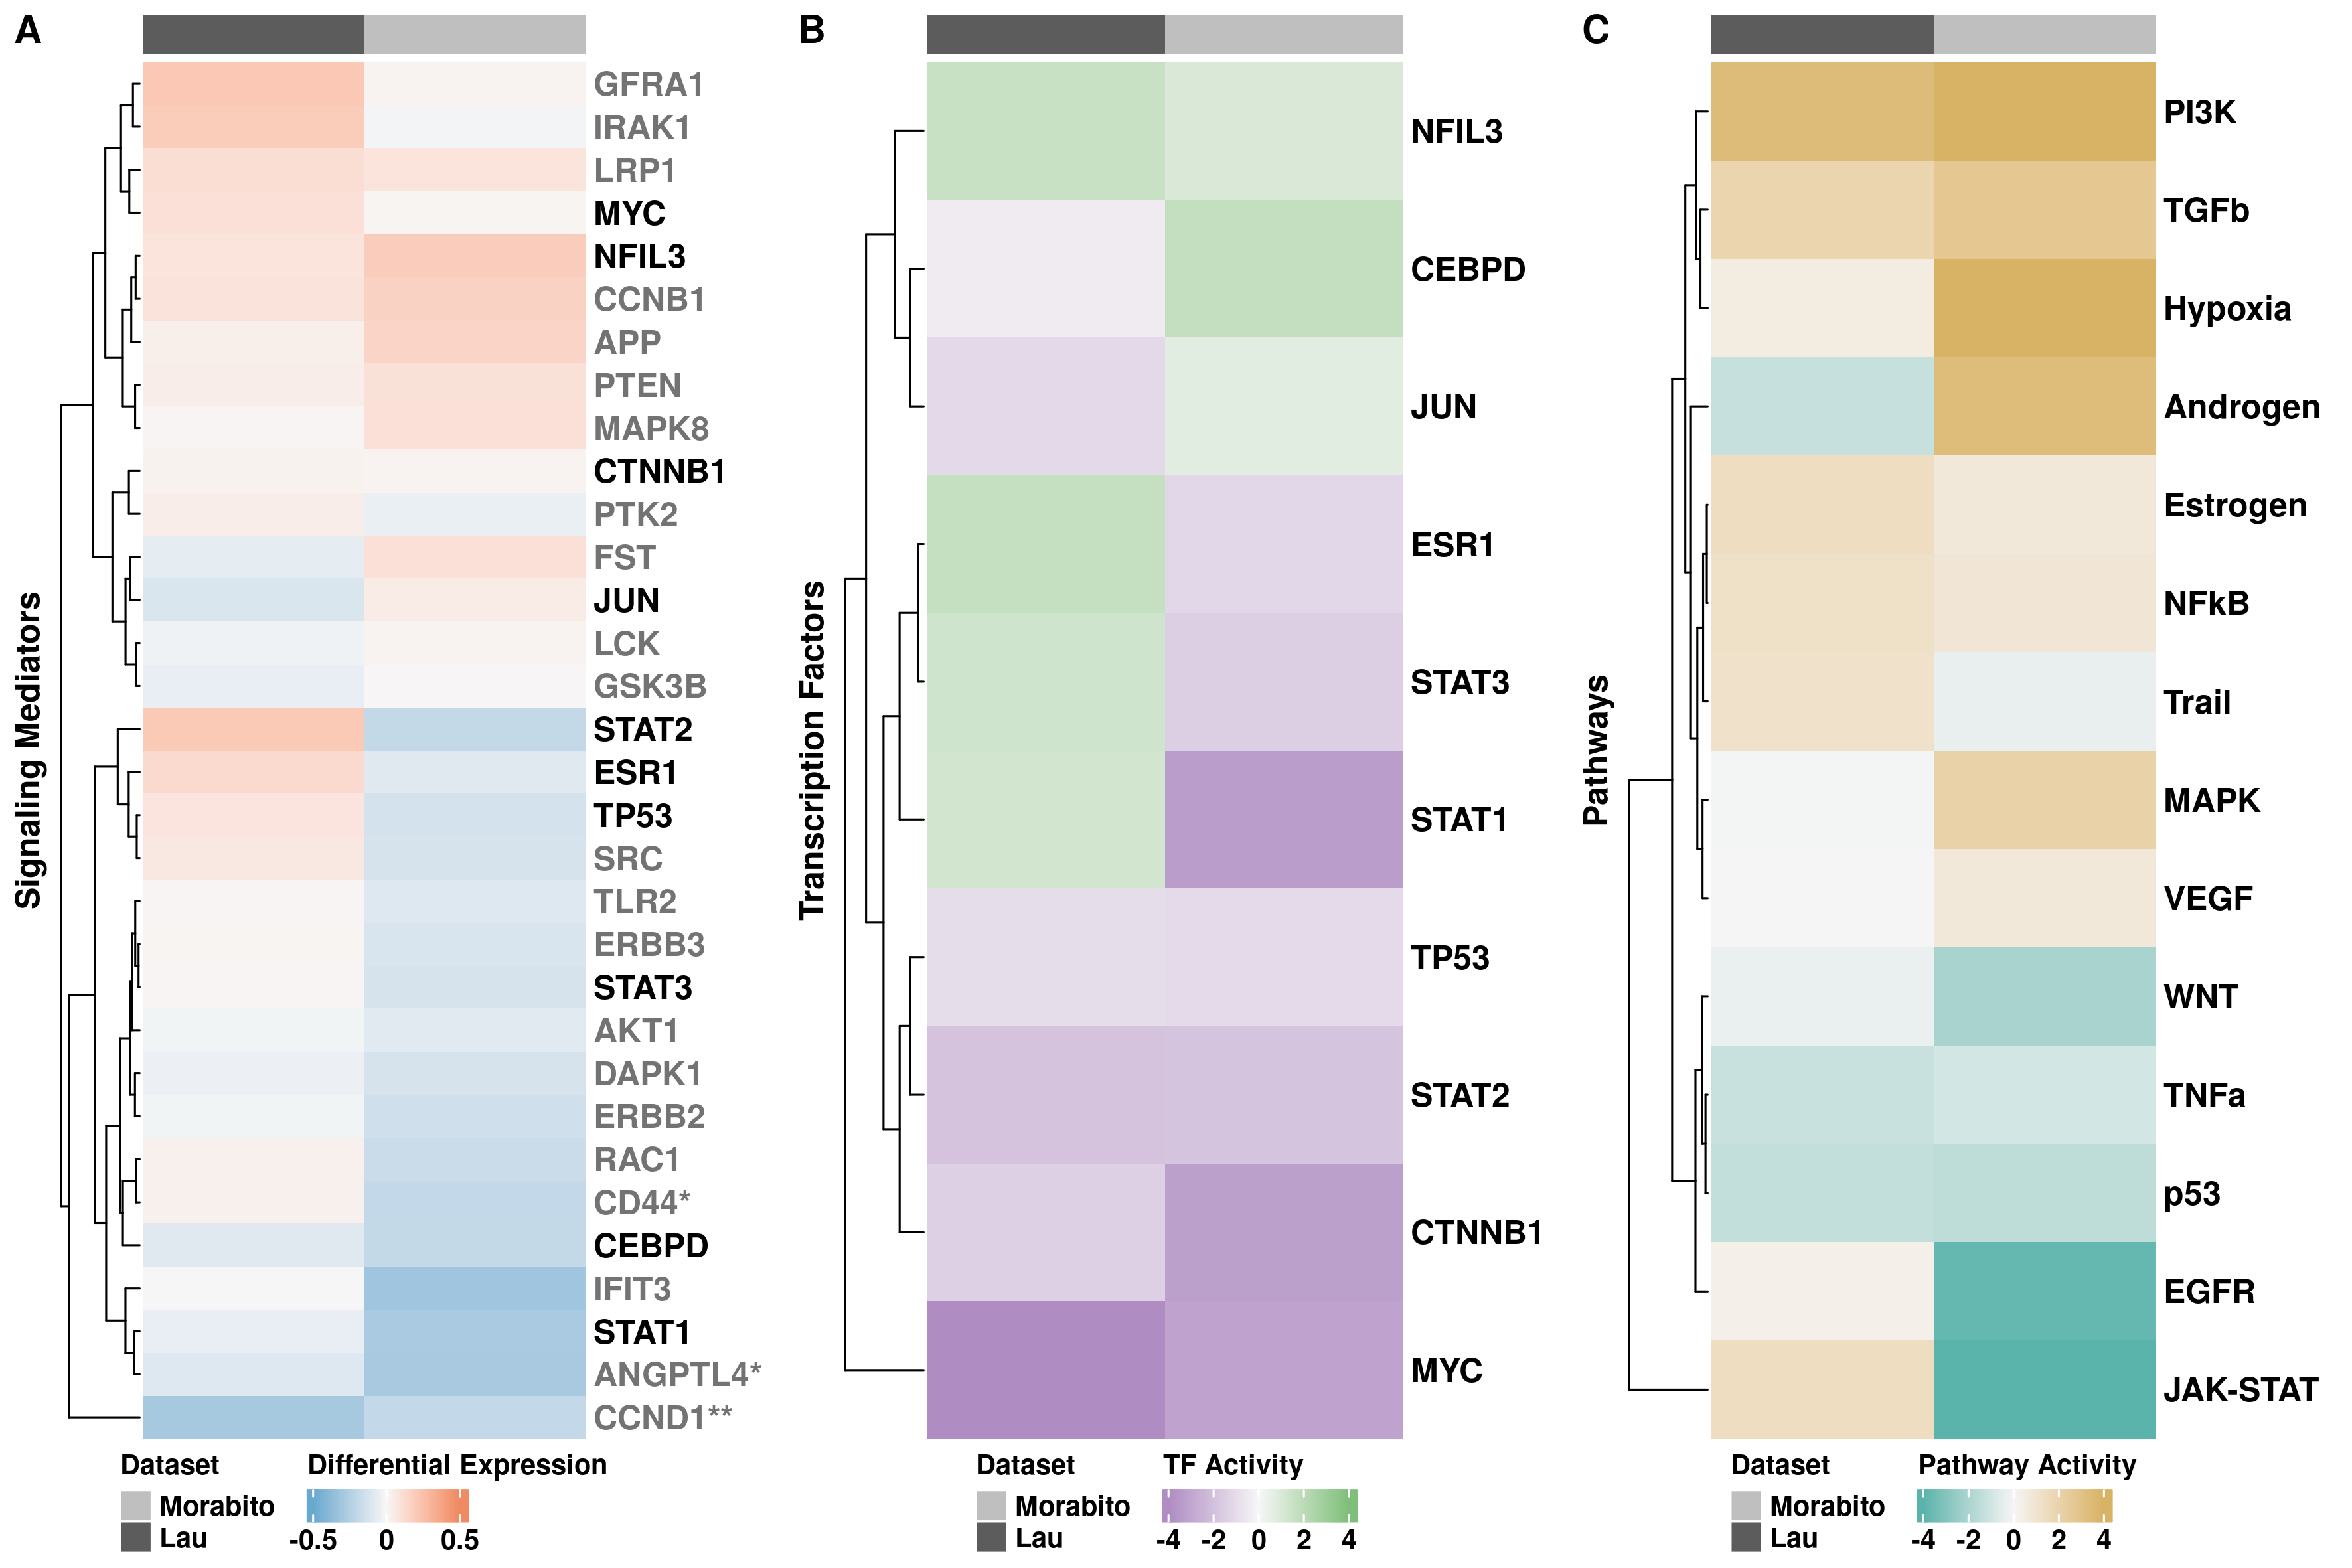 A
Signaling Mediators
GFRA1
IRAK1
LRP1
MYC
NFIL3
CCNB1
APP
PTEN
MAPK8
CTNNB1
PTK2
FST
JUN
LCK
GSK3B
STAT2
ESR1
TP53
SRC
TLR2
ERBB3
STAT3
AKT1
DAPK1
ERBB2
RAC1
CD44*
CEBPD
IFIT3
STAT1
ANGPTL4*
CCND1**
Dataset
Morabito
Lau
Differential Expression
-0.5 0 0.5
B
Transcription Factors
NFIL3
CEBPD
JUN
ESR1
STAT3
STAT1
TP53
STAT2
CTNNB1
MYC
Dataset
Morabito
Lau
TF Activity
-4 -2 0 2 4
C
Pathways
PI3K
TGFb
Hypoxia
Androgen
Estrogen
NFkB
Trail
MAPK
VEGF
WNT
TNFa
p53
EGFR
JAK-STAT
Dataset
Morabito
Lau
Pathway Activity
-4 -2 0 2 4